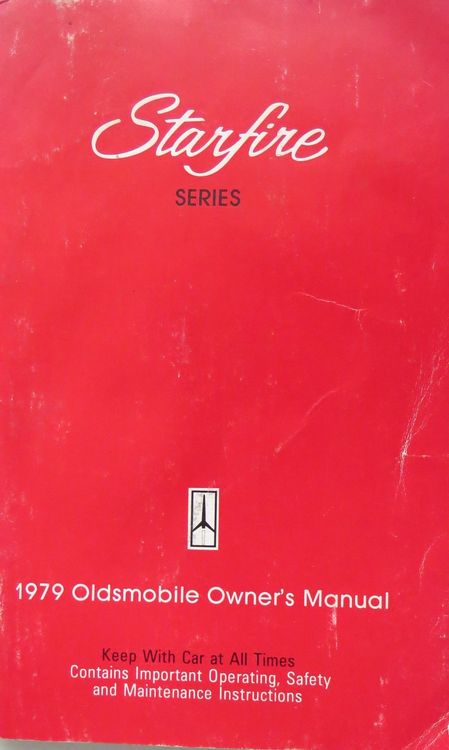 Starfire
SERIES
1979 Oldsmobile Owner's Manual
Keep With Car at All Times
Contains Important Operating, Safety
and Maintenance Instructions